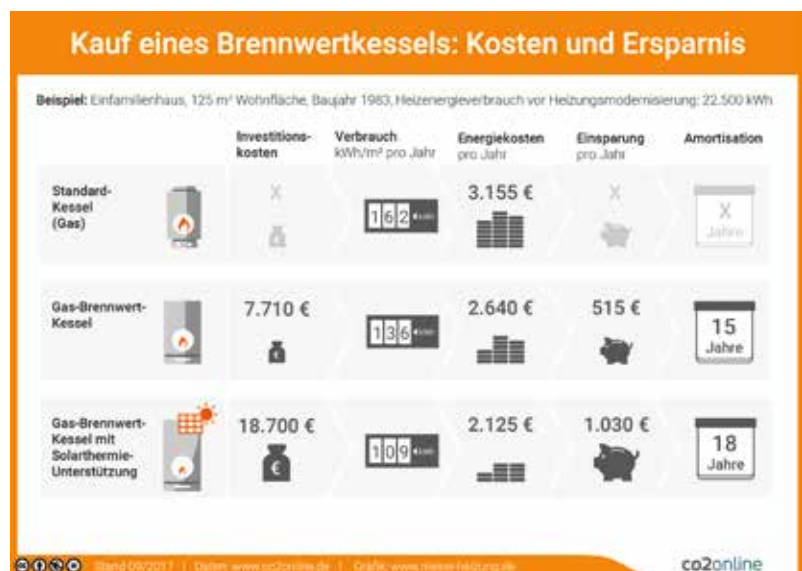 Kauf eines Brennwertkessels: Kosten und Ersparnis
Beispiel: Einfamilienhaus, 125 m² Wohnfläche, Baujahr 1983, Heizenergieverbrauch vor Heizungsmodernisierung: 22.500 kWh
Investitions-
kosten
Verbrauch
kWh/m² pro Jahr
Energiekosten
pro Jahr
Einsparung
pro Jahr
Amortisation
Standard-
Kessel
(Gas)
X
162
3.155 €
X
X
Jahre
Gas-Brennwert-
Kessel
7.710 €
€
136
2.640 €
515 €
15
Jahre
Gas-Brennwert-
Kessel mit
Solarthermie-
Unterstützung
18.700 €
€
109
2.125 €
1.030 €
18
Jahre
Stand 09/2017 | Daten: www.co2online.de | Grafik: www.meine-heizung.de
co2online